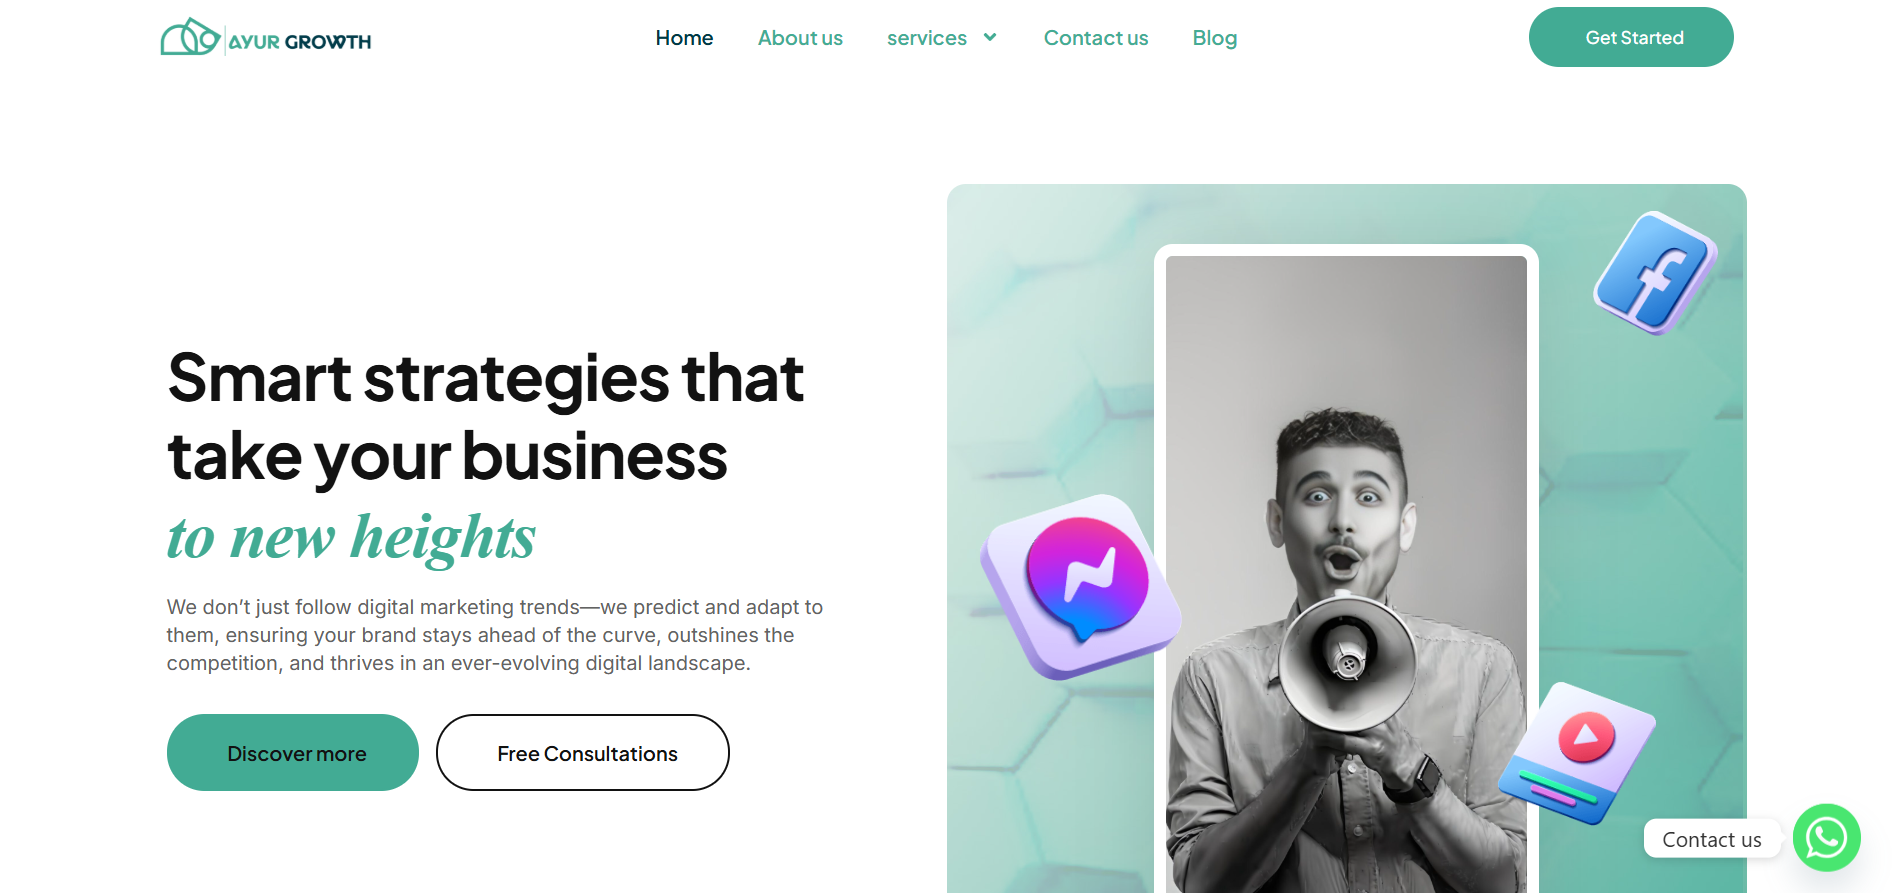 AYUR GROWTH
Home
About us
services
Contact us
Blog
Get Started
Smart strategies that
take your business
to new heights
We don’t just follow digital marketing trends—we predict and adapt to
them, ensuring your brand stays ahead of the curve, outshines the
competition, and thrives in an ever-evolving digital landscape.
Discover more
Free Consultations
Contact us